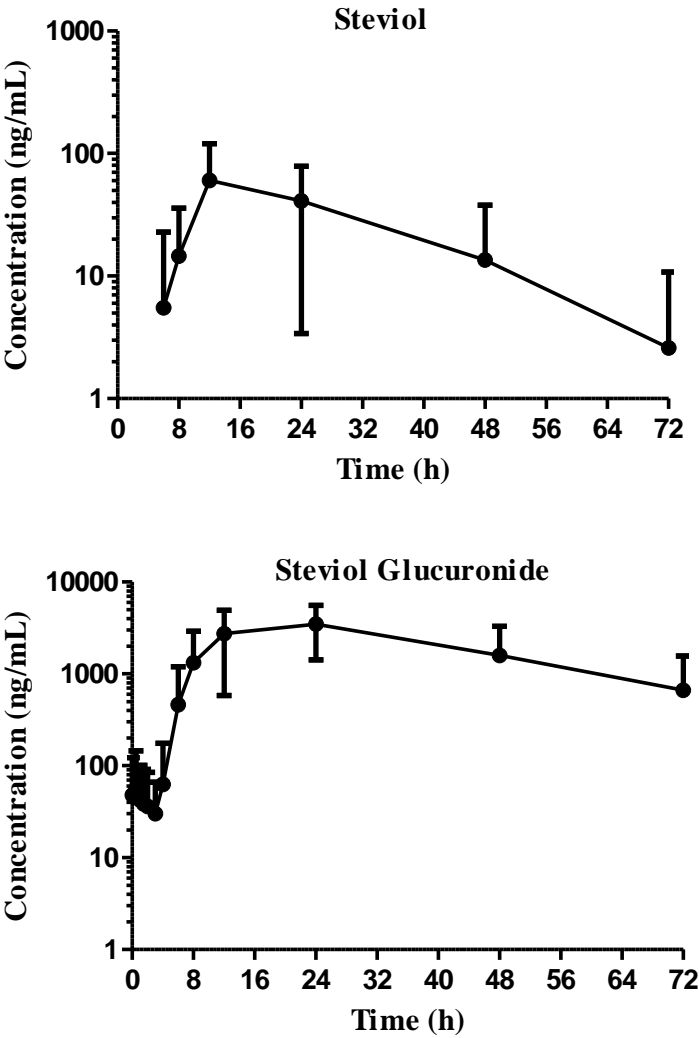 Steviol
Concentration (ng/mL)
1000
100
10
1
0 8 16 24 32 40 48 56 64 72
Time (h)
Steviol Glucuronide
Concentration (ng/mL)
10000
1000
100
10
1
0 8 16 24 32 40 48 56 64 72
Time (h)